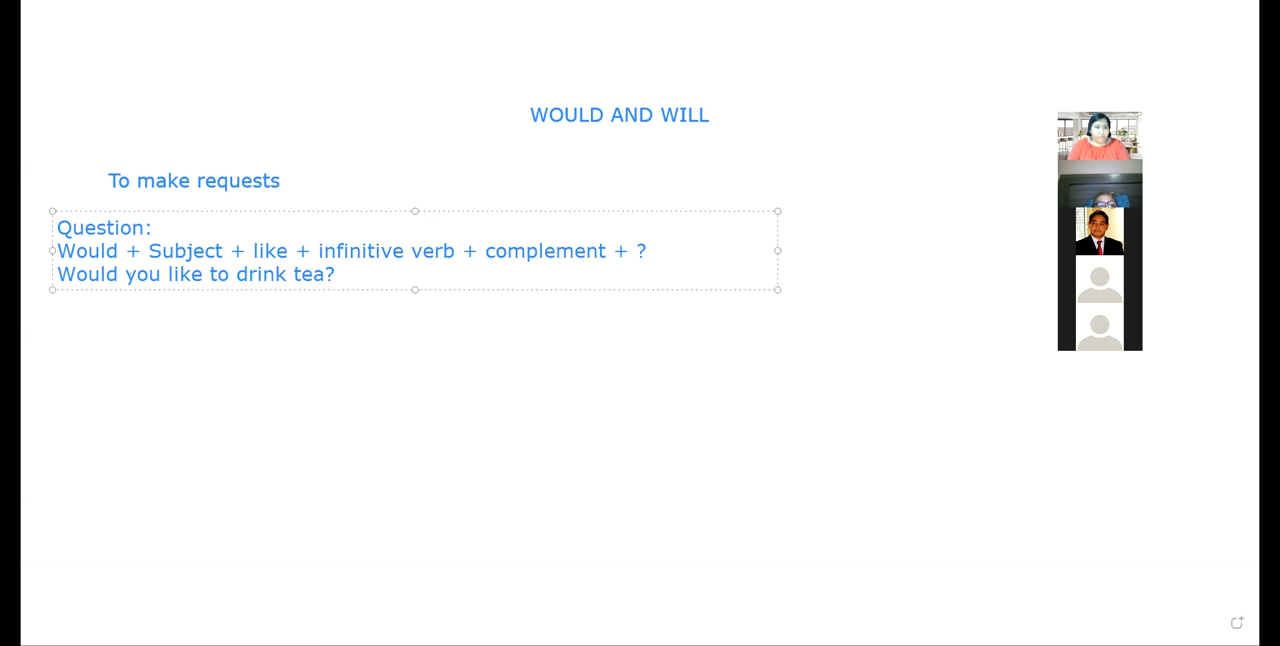 WOULD AND WILL
To make requests
Question:
Would + Subject + like + infinitive verb + complement + ?
Would you like to drink tea?